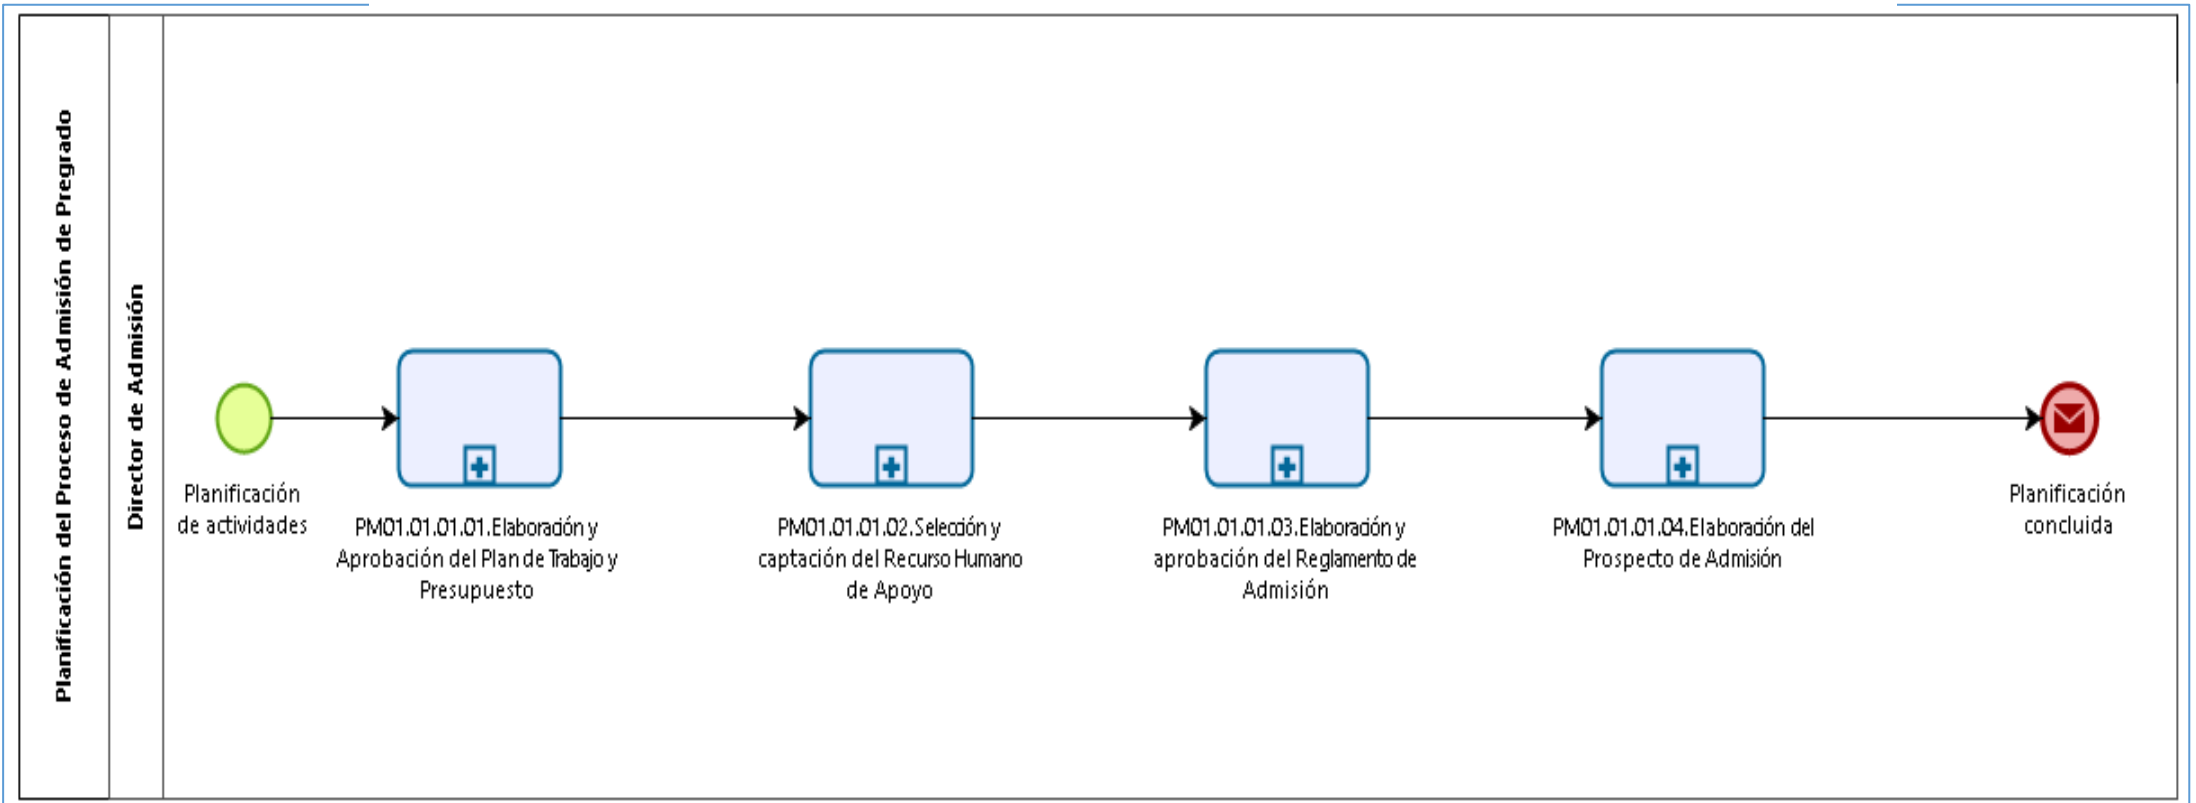 Planificación del Proceso de Admisión de Pregrado
Director de Admisión
Planificación
de actividades
PM01.01.01.01.Elaboración y
Aprobación del Plan de Trabajo y
Presupuesto
PM01.01.01.02.Selección y
captación del Recurso Humano
de Apoyo
PM01.01.01.03.Elaboración y
aprobación del Reglamento de
Admisión
PM01.01.01.04.Elaboración del
Prospecto de Admisión
Planificación
concluida